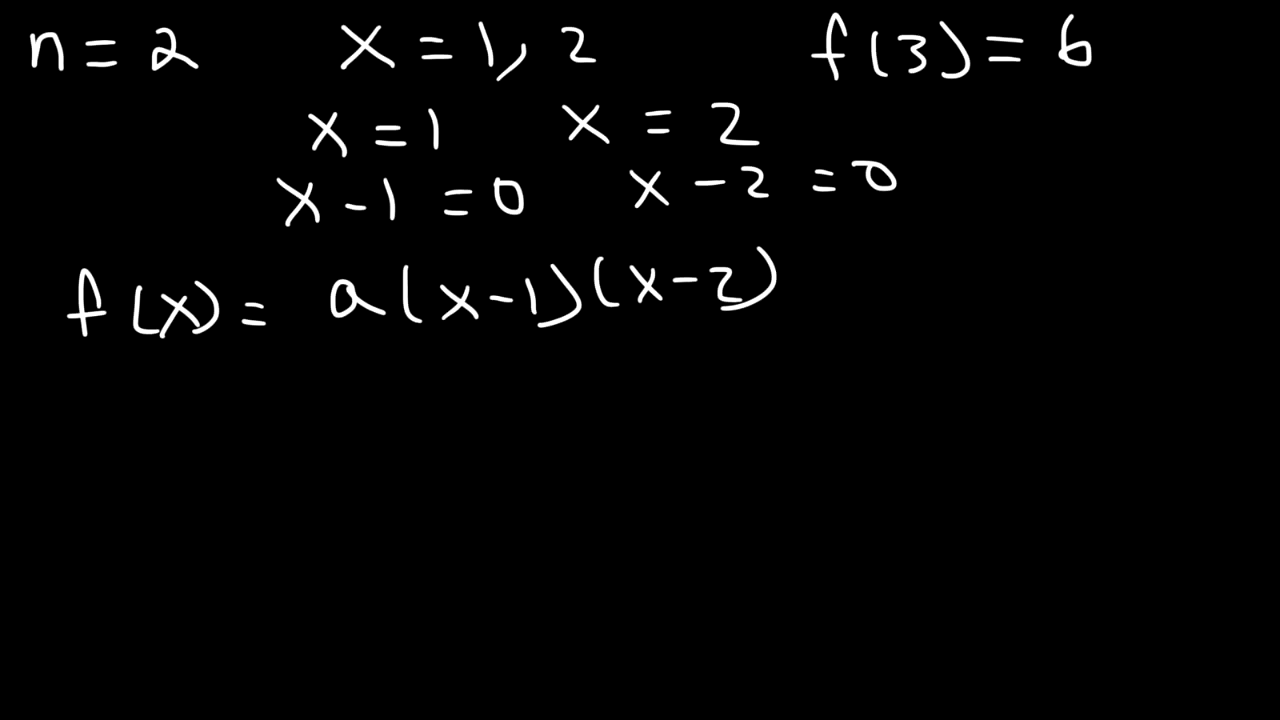 n = 2 x = 1, 2 f(3) = 6
x = 1 x = 2
x - 1 = 0 x - 2 = 0
f(x) = a(x-1)(x-2)